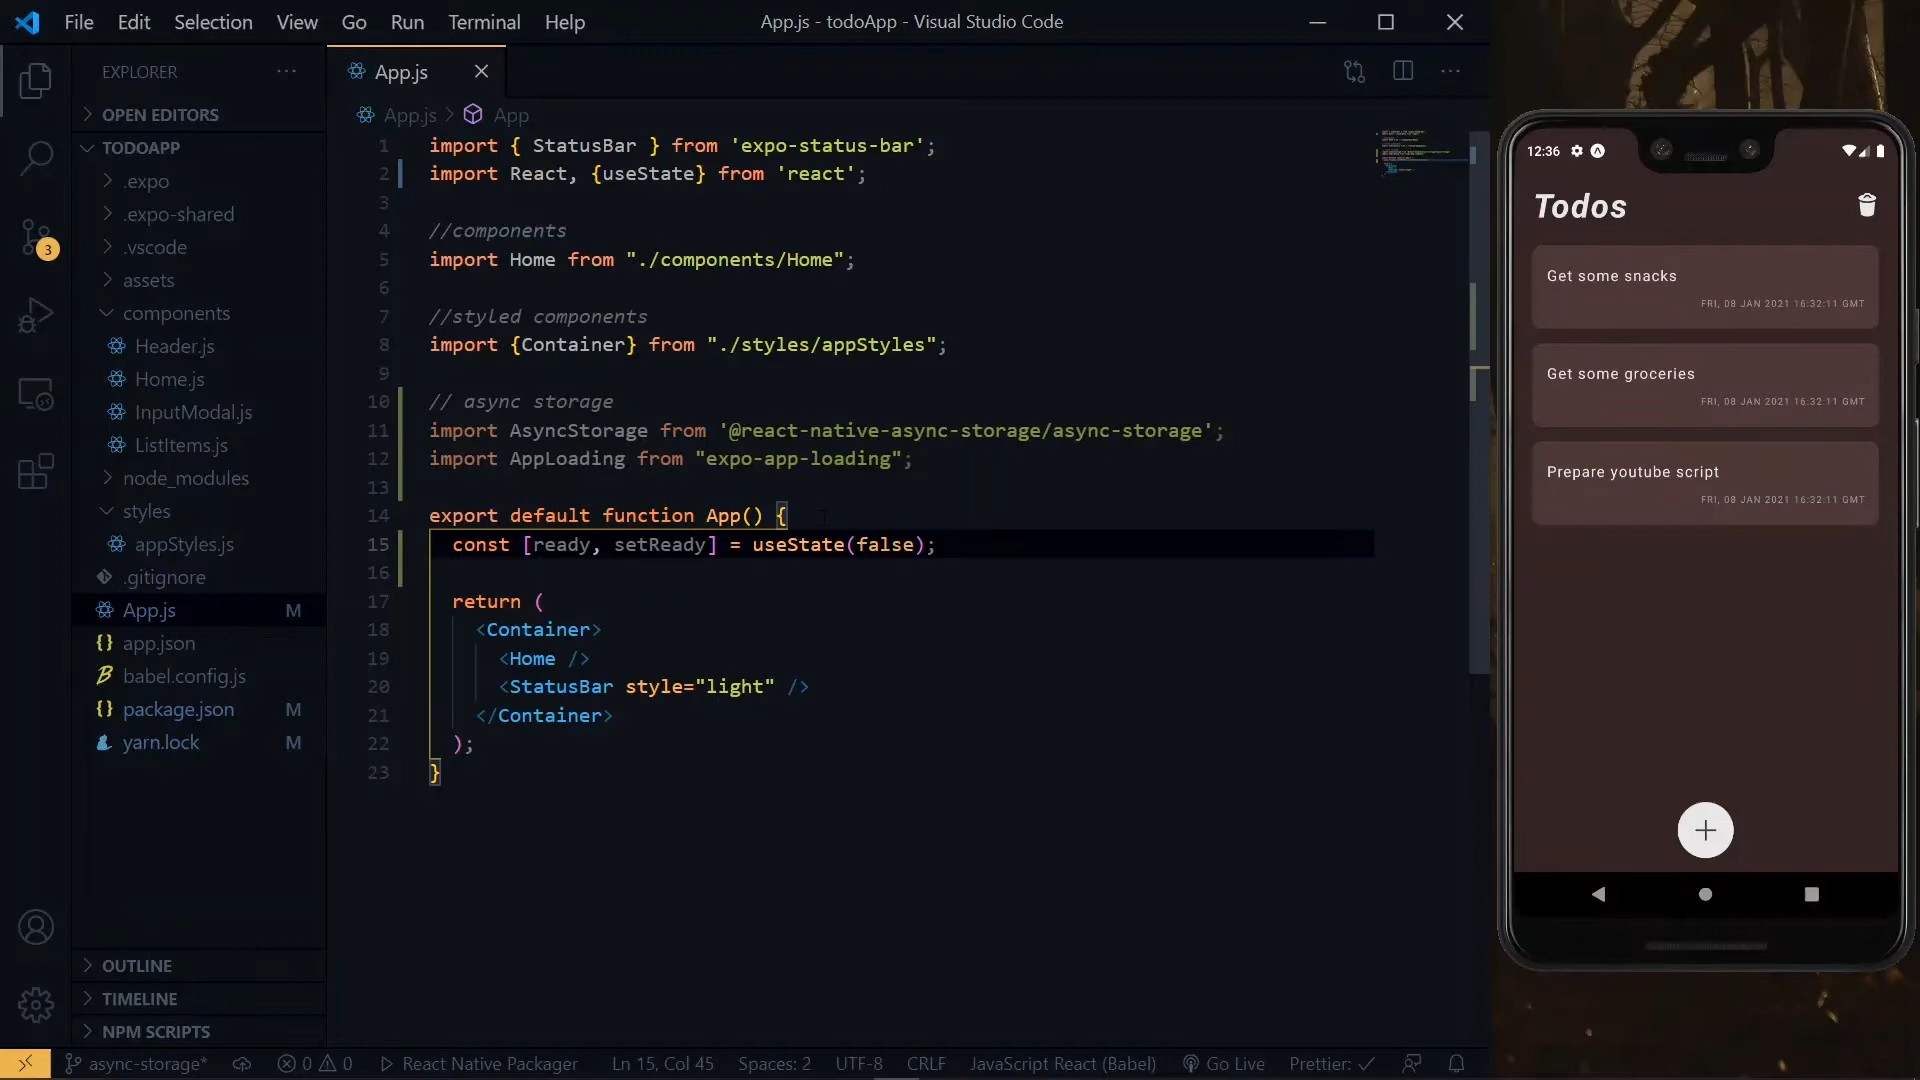 File Edit Selection View Go Run Terminal Help
App.js - todoApp - Visual Studio Code
EXPLORER
OPEN EDITORS
TODOAPP
.expo
.expo-shared
.vscode
assets
components
Header.js
Home.js
InputModal.js
ListItems.js
node_modules
styles
appStyles.js
.gitignore
App.js M
app.json
babel.config.js
package.json M
yarn.lock M
OUTLINE
TIMELINE
NPM SCRIPTS
3
App.js
App.js > App
1 import { StatusBar } from 'expo-status-bar';
2 import React, {useState} from 'react';
3
4 //components
5 import Home from "./components/Home";
6
7 //styled components
8 import {Container} from "./styles/appStyles";
9
10 // async storage
11 import AsyncStorage from '@react-native-async-storage/async-storage';
12 import AppLoading from "expo-app-loading";
13
14 export default function App() {
15 const [ready, setReady] = useState(false);
16
17 return (
18 <Container>
19 <Home />
20 <StatusBar style="light" />
21 </Container>
22 );
23 }
12:36
Todos
Get some snacks
FRI, 08 JAN 2021 16:32:11 GMT
Get some groceries
FRI, 08 JAN 2021 16:32:11 GMT
Prepare youtube script
FRI, 08 JAN 2021 16:32:11 GMT
async-storage* 0 0 React Native Packager Ln 15, Col 45 Spaces: 2 UTF-8 CRLF JavaScript React (Babel) Go Live Prettier: ✓